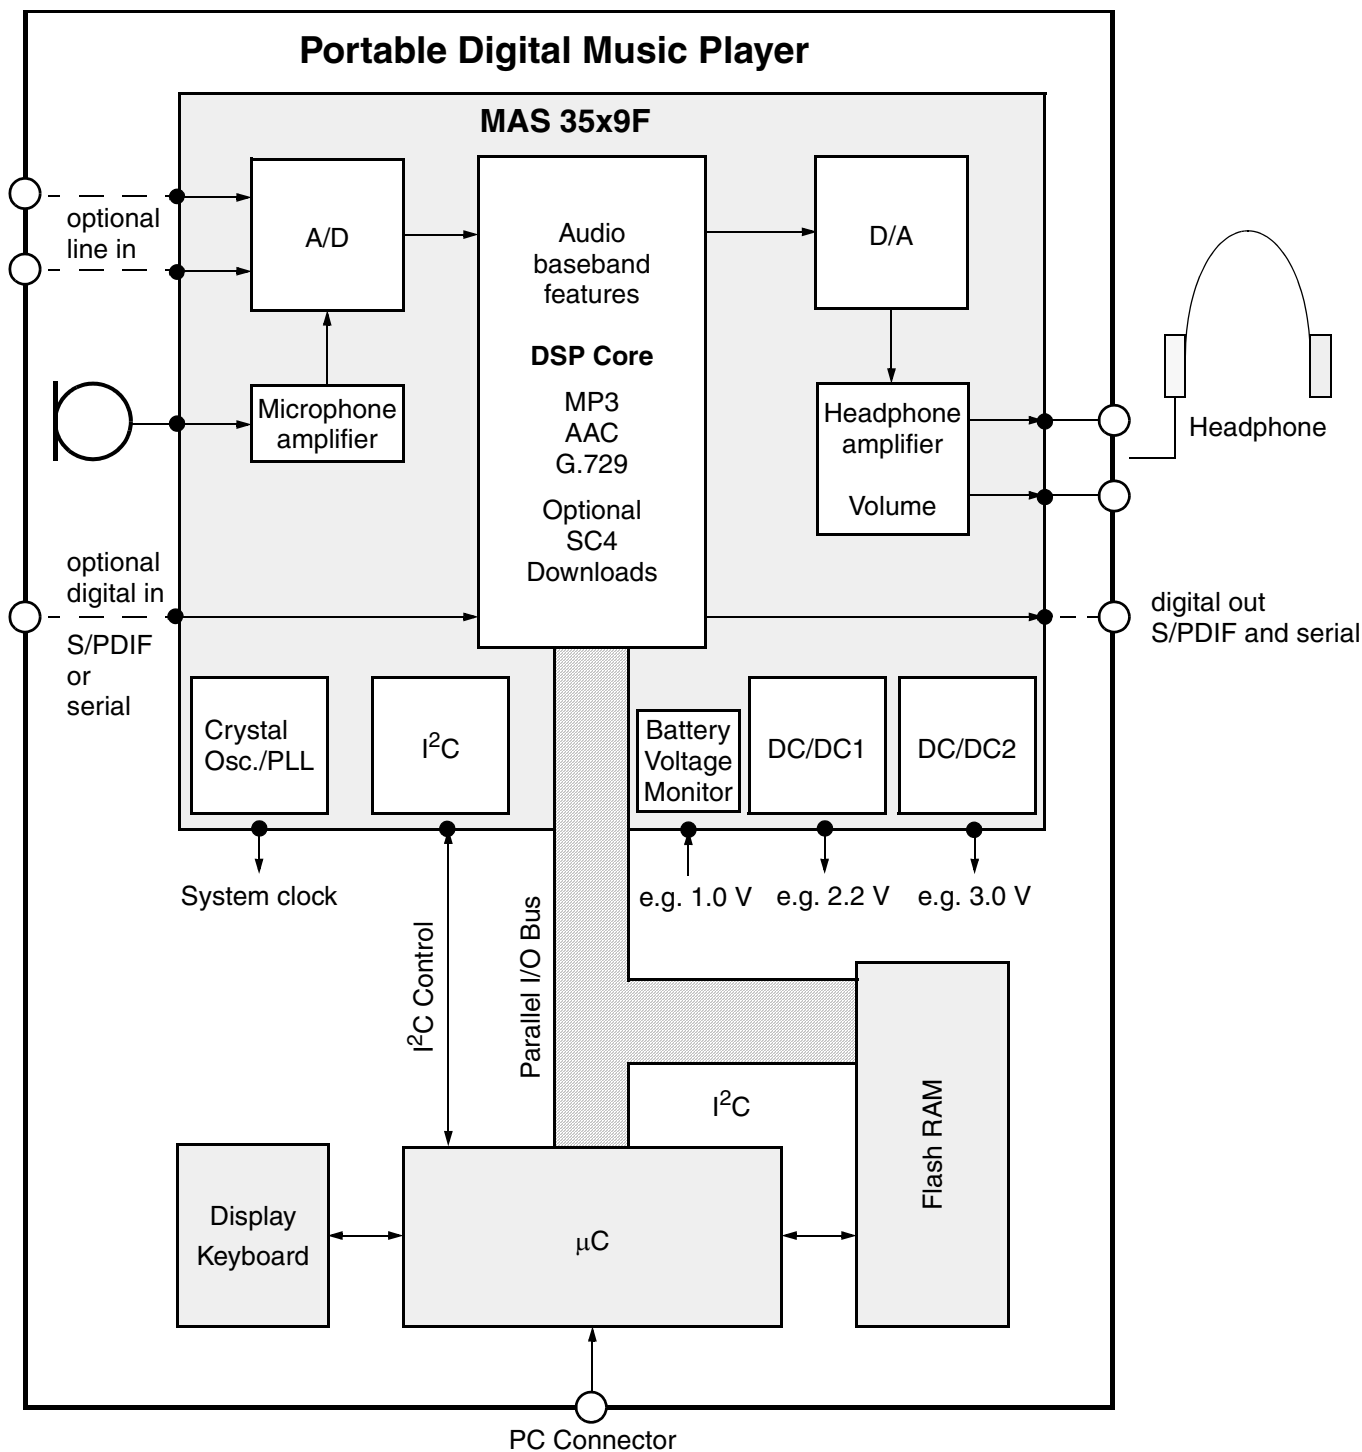 Portable Digital Music Player
MAS 35x9F
optional
line in
A/D
Audio
baseband
features
DSP Core
MP3
AAC
G.729
Optional
SC4
Downloads
D/A
Microphone
amplifier
Headphone
amplifier
Volume
Headphone
optional
digital in
S/PDIF
or
serial
digital out
S/PDIF and serial
Crystal
Osc./PLL
I²C
Battery
Voltage
Monitor
DC/DC1
DC/DC2
System clock
e.g. 1.0 V
e.g. 2.2 V
e.g. 3.0 V
I²C Control
Parallel I/O Bus
I²C
Flash RAM
Display
Keyboard
µC
PC Connector